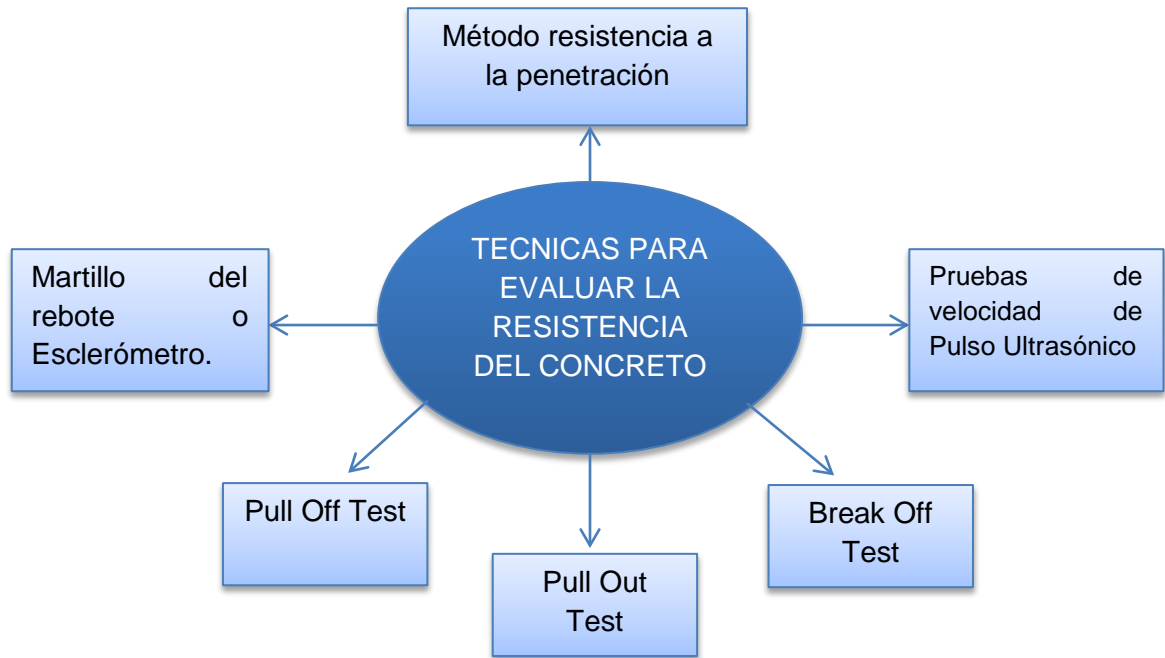 Método resistencia a
la penetración
TECNICAS PARA
EVALUAR LA
RESISTENCIA
DEL CONCRETO
Martillo del
rebote o
Esclerómetro.
Pruebas de
velocidad de
Pulso Ultrasónico
Pull Off Test
Pull Out
Test
Break Off
Test